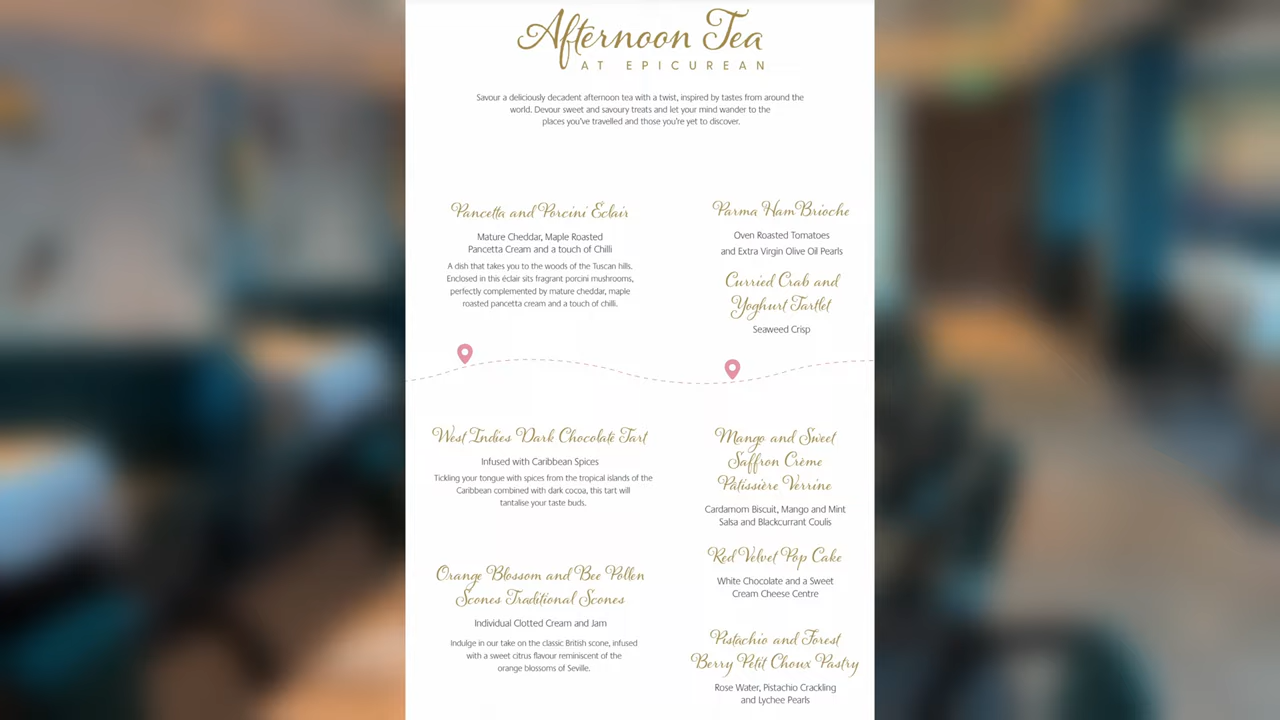 Afternoon Tea
AT EPICUREAN
Savour a deliciously decadent afternoon tea with a twist, inspired by tastes from around the
world. Devour sweet and savoury treats and let your mind wander to the
places you've travelled and those you're yet to discover.
Pancetta and Porcini Eclair
Mature Cheddar, Maple Roasted
Pancetta Cream and a touch of Chilli
A dish that takes you to the woods of the Tuscan hills.
Enclosed in this éclair sits fragrant porcini mushrooms,
perfectly complemented by mature cheddar, maple
roasted pancetta cream and a touch of chilli.
Parma Ham Brioche
Oven Roasted Tomatoes
and Extra Virgin Olive Oil Pearls
Curried Crab and
Yoghurt Tartlet
Seaweed Crisp
West Indies Dark Chocolate Tart
Infused with Caribbean Spices
Tickling your tongue with spices from the tropical islands of the
Caribbean combined with dark cocoa, this tart will
tantalise your taste buds.
Orange Blossom and Bee Pollen
Scones Traditional Scones
Individual Clotted Cream and Jam
Indulge in our take on the classic British scone, infused
with a sweet citrus flavour reminiscent of the
orange blossoms of Seville.
Mango and Sweet
Saffron Crème
Pâtissière Verrine
Cardamom Biscuit, Mango and Mint
Salsa and Blackcurrant Coulis
Red Velvet Pop Cake
White Chocolate and a Sweet
Cream Cheese Centre
Pistachio and Forest
Berry Petit Choux Pastry
Rose Water, Pistachio Crackling
and Lychee Pearls